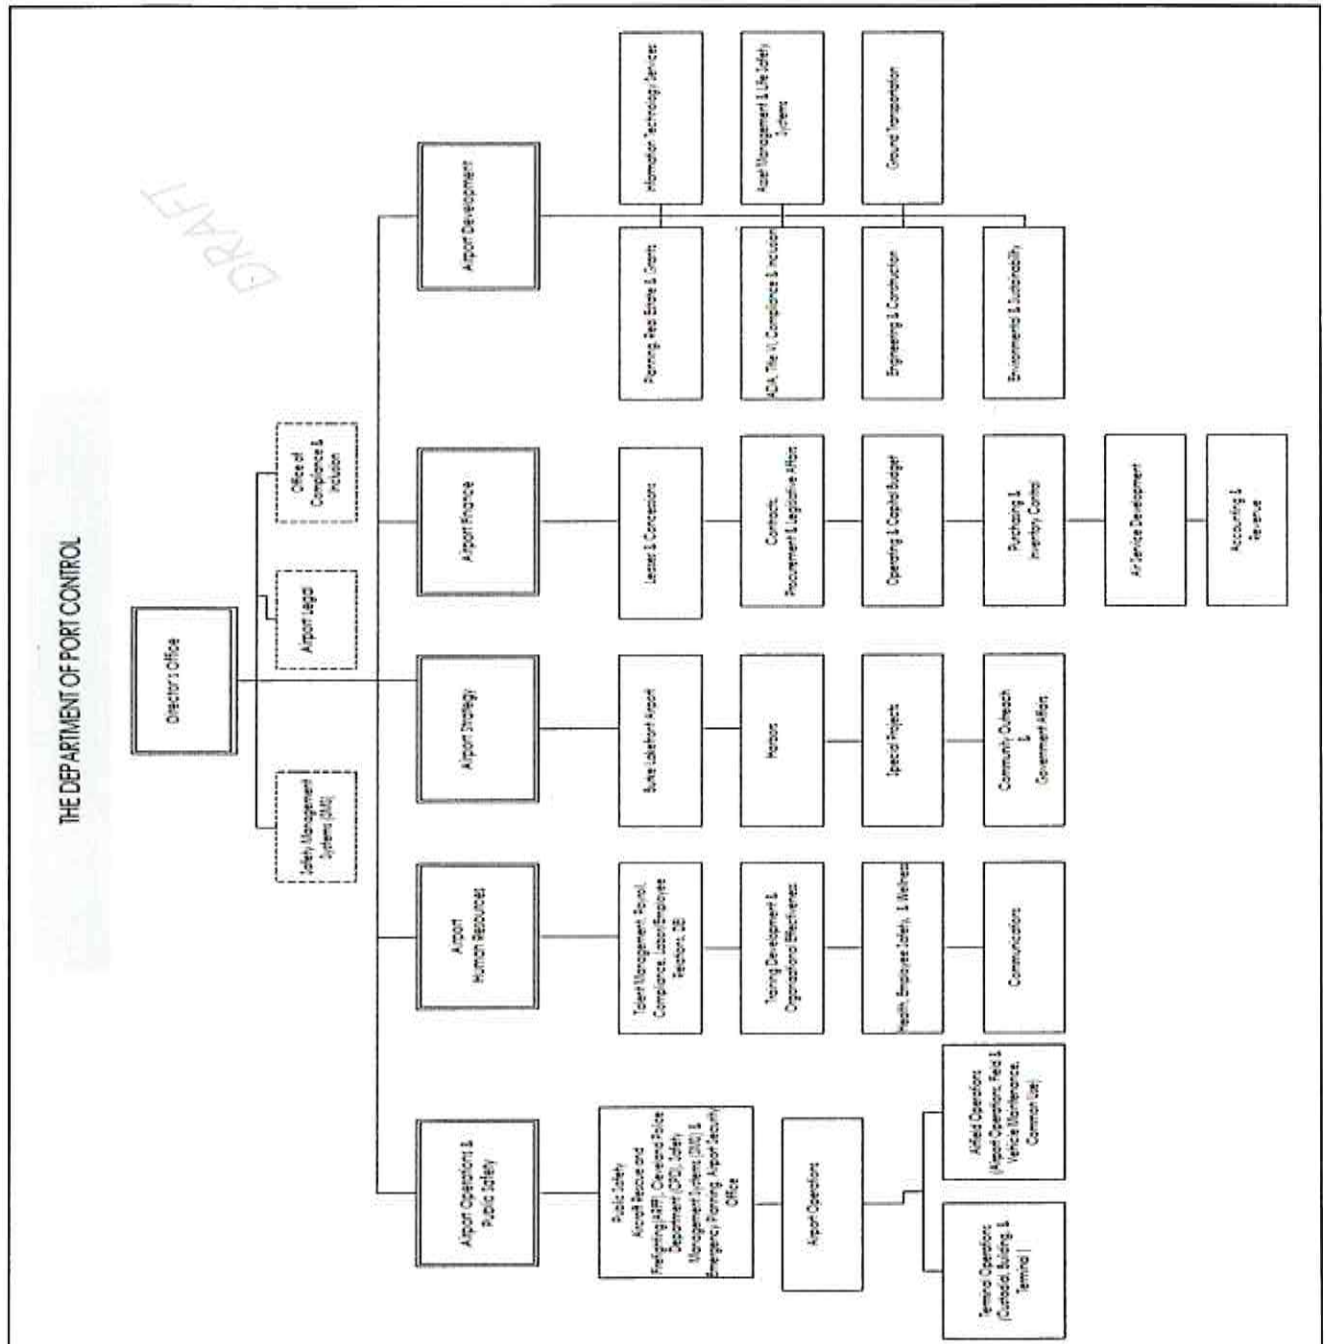 THE DEPARTMENT OF PORT CONTROL
DRAFT
Director's Office
Safety Management
Systems (SMS)
Airport Legal
Office of
Compliance &
Inclusion
Airport Operations &
Public Safety
Airport
Human Resources
Airport Strategy
Airport Finance
Airport Development
Public Safety
Aircraft Rescue and
Firefighting (ARFF), Cleveland Police
Department (CPD), Safety
Management Systems (SMS) &
Emergency Planning, Airport Security
Office
Airport Operations
Terminal Operations
(Custodial, Building, &
Terminal )
Airfield Operations
(Airport Operations, Field &
Vehicle Maintenance,
Common Use)
Talent Management, Payroll,
Compliance, Labor/Employee
Relations, DEI
Training Development &
Organizational Effectiveness
Health, Employee Safety, & Wellness
Communications
Burke Lakefront Airport
Harbors
Special Projects
Community Outreach
&
Government Affairs
Leases & Concessions
Contracts,
Procurement & Legislative Affairs
Operating & Capital Budget
Purchasing &
Inventory Control
Air Service Development
Accounting &
Revenue
Planning, Real Estate & Grants
Information Technology Services
ADA, Title VI, Compliance & Inclusion
Asset Management & Life Safety
Systems
Engineering & Construction
Ground Transportation
Environmental & Sustainability